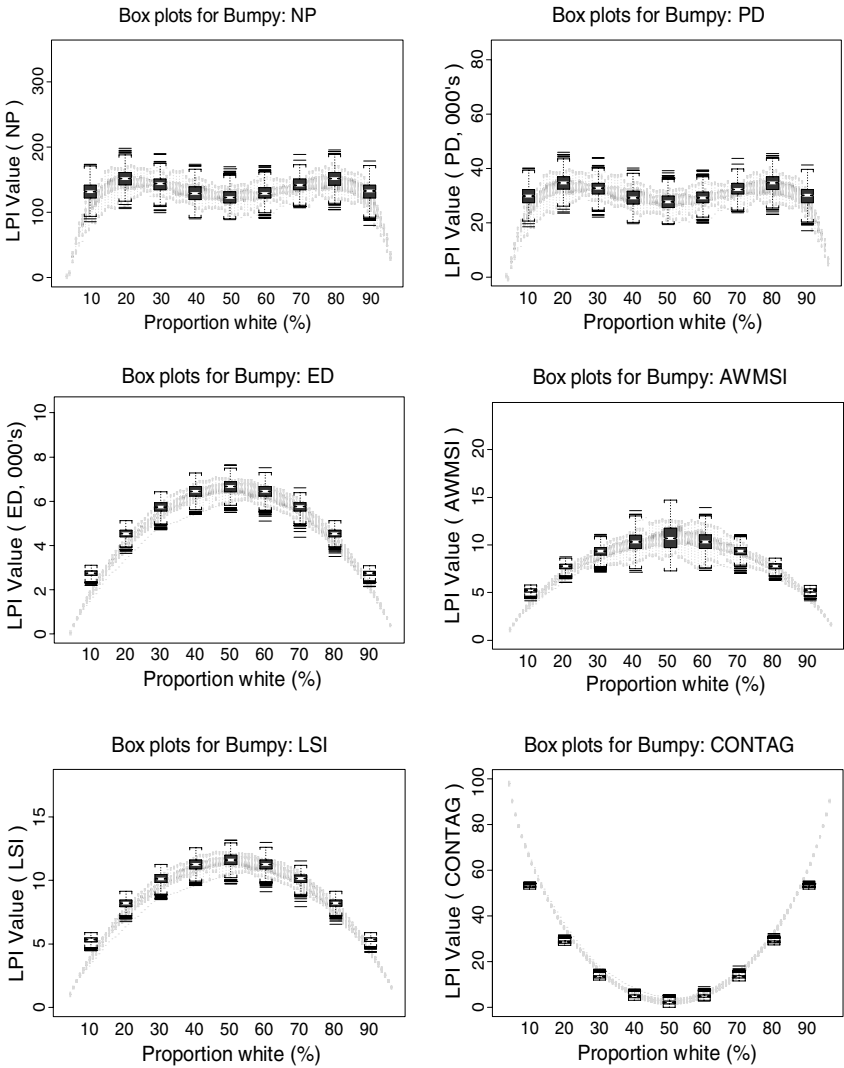 Box plots for Bumpy: NP
LPI Value ( NP )
300
200
100
0
10 20 30 40 50 60 70 80 90
Proportion white (%)
Box plots for Bumpy: PD
LPI Value ( PD, 000's)
80
60
40
20
0
10 20 30 40 50 60 70 80 90
Proportion white (%)
Box plots for Bumpy: ED
LPI Value ( ED, 000's)
10
8
6
4
2
0
10 20 30 40 50 60 70 80 90
Proportion white (%)
Box plots for Bumpy: AWMSI
LPI Value ( AWMSI)
20
15
10
5
0
10 20 30 40 50 60 70 80 90
Proportion white (%)
Box plots for Bumpy: LSI
LPI Value ( LSI )
15
10
5
0
10 20 30 40 50 60 70 80 90
Proportion white (%)
Box plots for Bumpy: CONTAG
LPI Value ( CONTAG)
100
80
60
40
20
0
10 20 30 40 50 60 70 80 90
Proportion white (%)